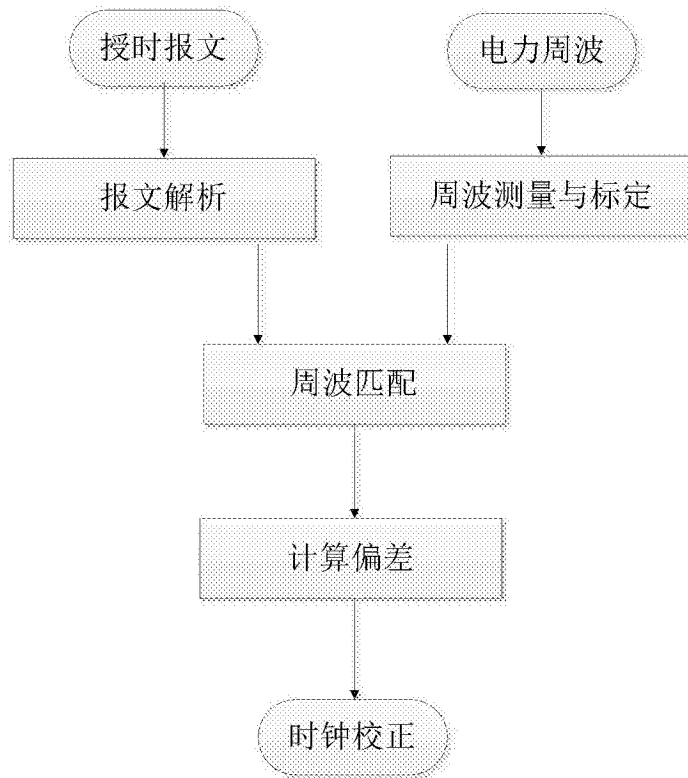 授时报文
电力周波
报文解析
周波测量与标定
周波匹配
计算偏差
时钟校正